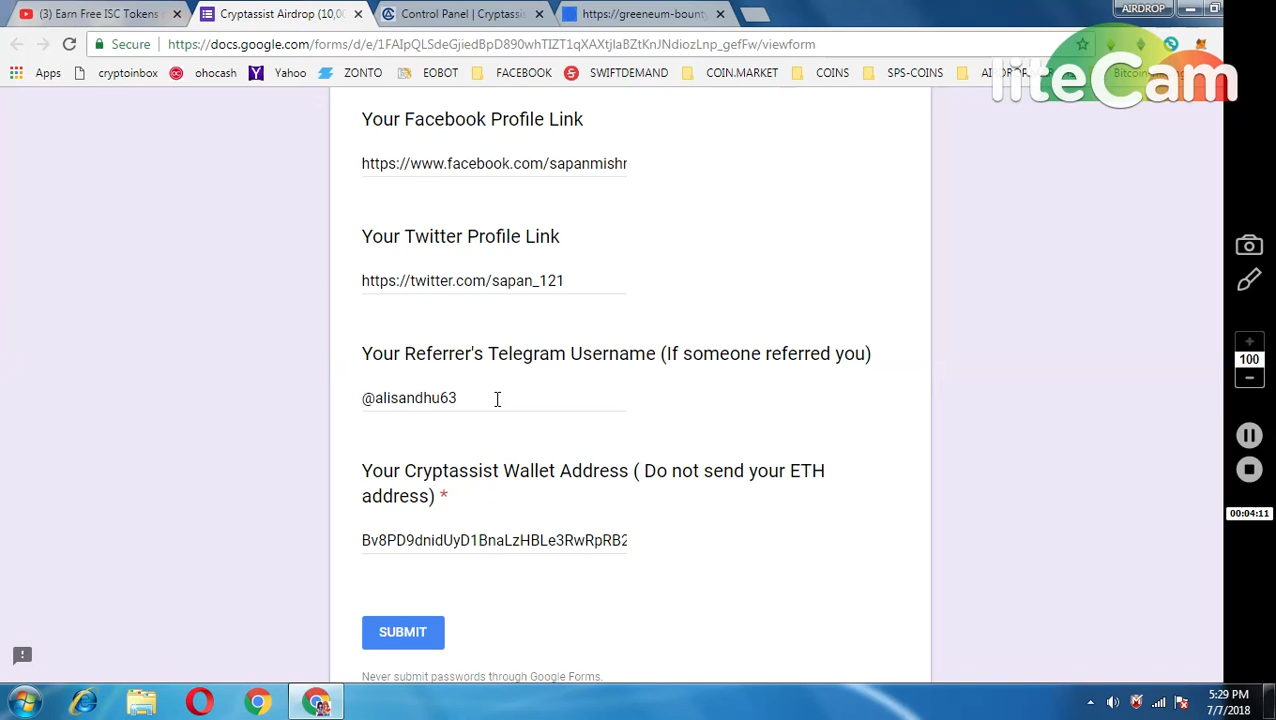 (3) Earn Free ISC Tokens
Cryptassist Airdrop (10,00
Control Panel | Cryptassis
https://greeneum-bounty
AIRDROP
Secure
https://docs.google.com/forms/d/e/1FAIpQLSdeGjiedBpD890whTIZT1qXAXtjlaBZtKnJNdiozLnp_gefFw/viewform
Apps
cryptoinbox
ohocash
Yahoo
EOBOT
FACEBOOK
SWIFTDEMAND
COIN.MARKET
COINS
SPS-COINS
liteCam
Your Facebook Profile Link
https://www.facebook.com/sapanmishr
Your Twitter Profile Link
https://twitter.com/sapan_121
Your Referrer's Telegram Username (If someone referred you)
100
@alisandhu63
Your Cryptassist Wallet Address ( Do not send your ETH
address) *
00:04:11
Bv8PD9dnidUyD1BnaLzHBLe3RwRpRB2
SUBMIT
Never submit passwords through Google Forms.
5:29 PM
7/7/2018